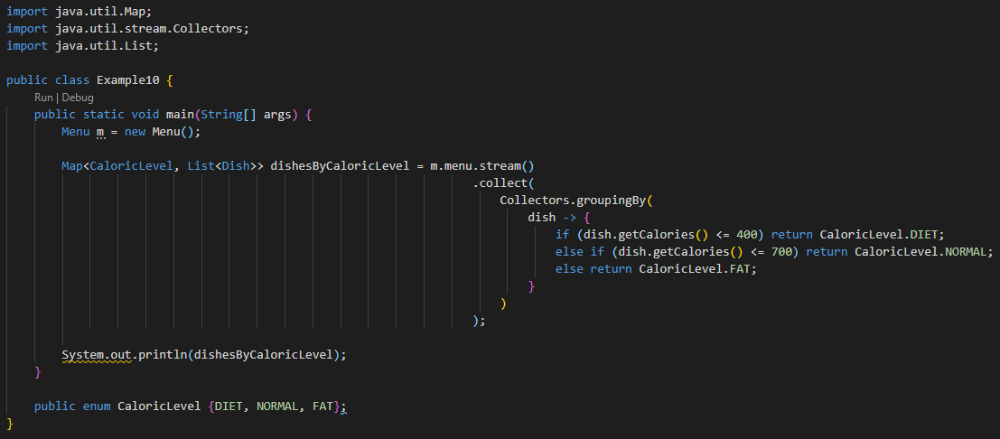 import java.util.Map;
import java.util.stream.Collectors;
import java.util.List;
public class Example10 {
Run | Debug
public static void main(String[] args) {
Menu m = new Menu();
Map<CaloricLevel, List<Dish>> dishesByCaloricLevel = m.menu.stream()
.collect(
Collectors.groupingBy(
dish -> {
if (dish.getCalories() <= 400) return CaloricLevel.DIET;
else if (dish.getCalories() <= 700) return CaloricLevel.NORMAL;
else return CaloricLevel.FAT;
}
)
);
System.out.println(dishesByCaloricLevel);
}
public enum CaloricLevel {DIET, NORMAL, FAT};
}